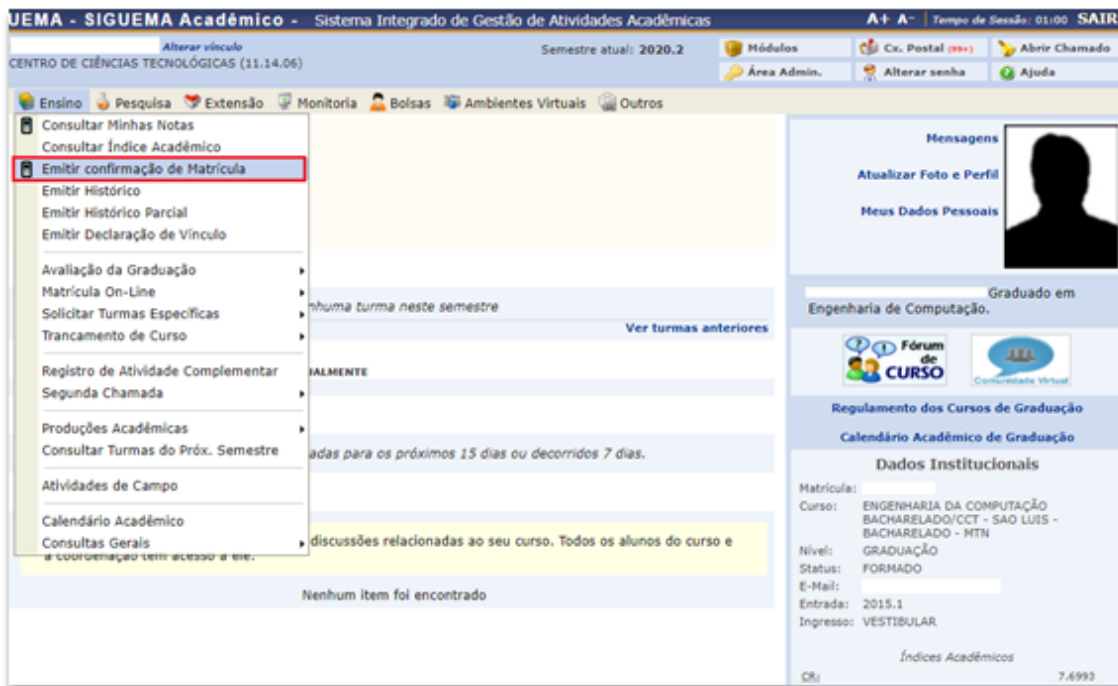 UEMA - SIGUEMA Acadêmico - Sistema Integrado de Gestão de Atividades Acadêmicas
A+ A- Tempo de Sessão: 01:00 SAIR
Alterar vínculo
CENTRO DE CIÊNCIAS TECNOLÓGICAS (11.14.06)
Semestre atual: 2020.2
Módulos Cx. Postal (99+) Abrir Chamado
Área Admin. Alterar senha Ajuda
Ensino Pesquisa Extensão Monitoria Bolsas Ambientes Virtuais Outros
Consultar Minhas Notas
Consultar Índice Acadêmico
Emitir confirmação de Matrícula
Emitir Histórico
Emitir Histórico Parcial
Emitir Declaração de Vínculo
Avaliação da Graduação
Matrícula On-Line
Solicitar Turmas Específicas
Trancamento de Curso
Registro de Atividade Complementar
Segunda Chamada
Produções Acadêmicas
Consultar Turmas do Próx. Semestre
Atividades de Campo
Calendário Acadêmico
Consultas Gerais
nhuma turma neste semestre
Ver turmas anteriores
IALMENTE
adas para os próximos 15 dias ou decorridos 7 dias.
discussões relacionadas ao seu curso. Todos os alunos do curso e
a coordenação tem acesso a ele.
Nenhum item foi encontrado
Mensagens
Atualizar Foto e Perfil
Meus Dados Pessoais
Graduado em
Engenharia de Computação.
Fórum
de
CURSO
Comunidade Virtual
Regulamento dos Cursos de Graduação
Calendário Acadêmico de Graduação
Dados Institucionais
Matrícula:
Curso: ENGENHARIA DA COMPUTAÇÃO
BACHARELADO/CCT - SAO LUIS -
BACHARELADO - MTN
Nível: GRADUAÇÃO
Status: FORMADO
E-Mail:
Entrada: 2015.1
Ingresso: VESTIBULAR
Índices Acadêmicos
CR: 7.6993